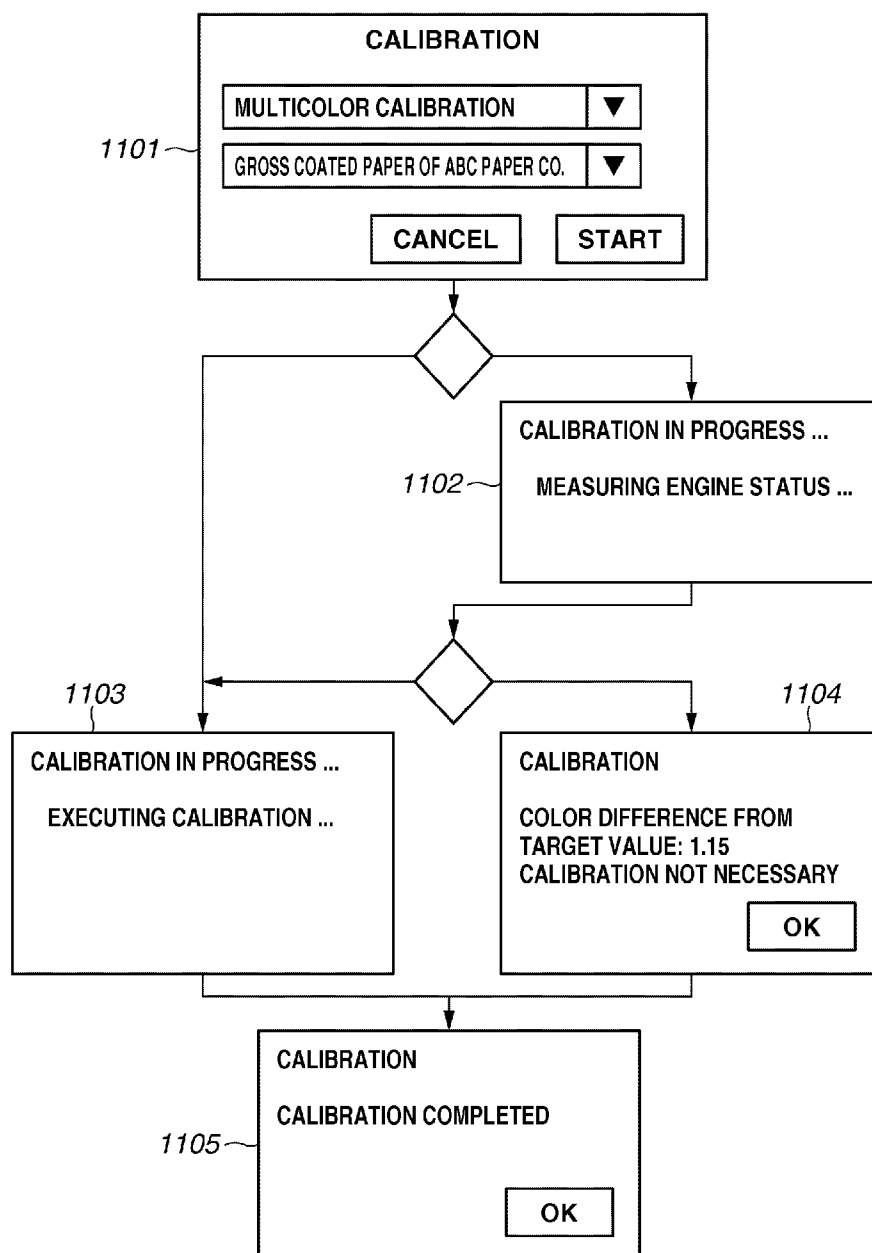 CALIBRATION
MULTICOLOR CALIBRATION ▼
1101
GROSS COATED PAPER OF ABC PAPER CO. ▼
CANCEL START
CALIBRATION IN PROGRESS ...
1102
MEASURING ENGINE STATUS ...
1103
CALIBRATION IN PROGRESS ...
EXECUTING CALIBRATION ...
1104
CALIBRATION
COLOR DIFFERENCE FROM
TARGET VALUE: 1.15
CALIBRATION NOT NECESSARY
OK
CALIBRATION
CALIBRATION COMPLETED
1105
OK